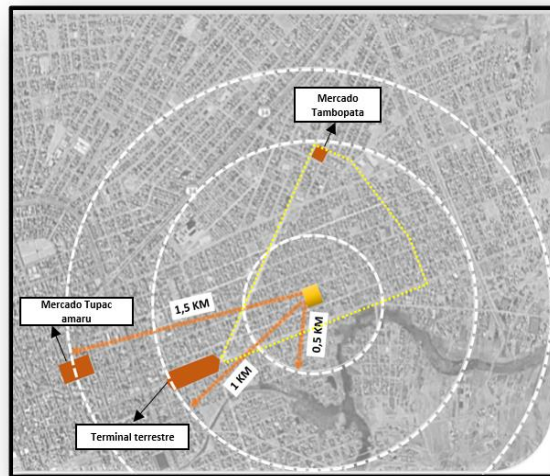 Mercado
Tambopata
Mercado Tupac
amaru
1,5 KM
0,5 KM
1 KM
Terminal terrestre